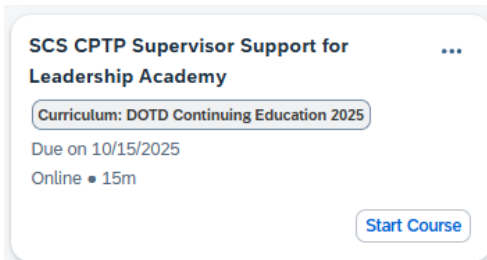 SCS CPTP Supervisor Support for
Leadership Academy
Curriculum: DOTD Continuing Education 2025
Due on 10/15/2025
Online • 15m
Start Course